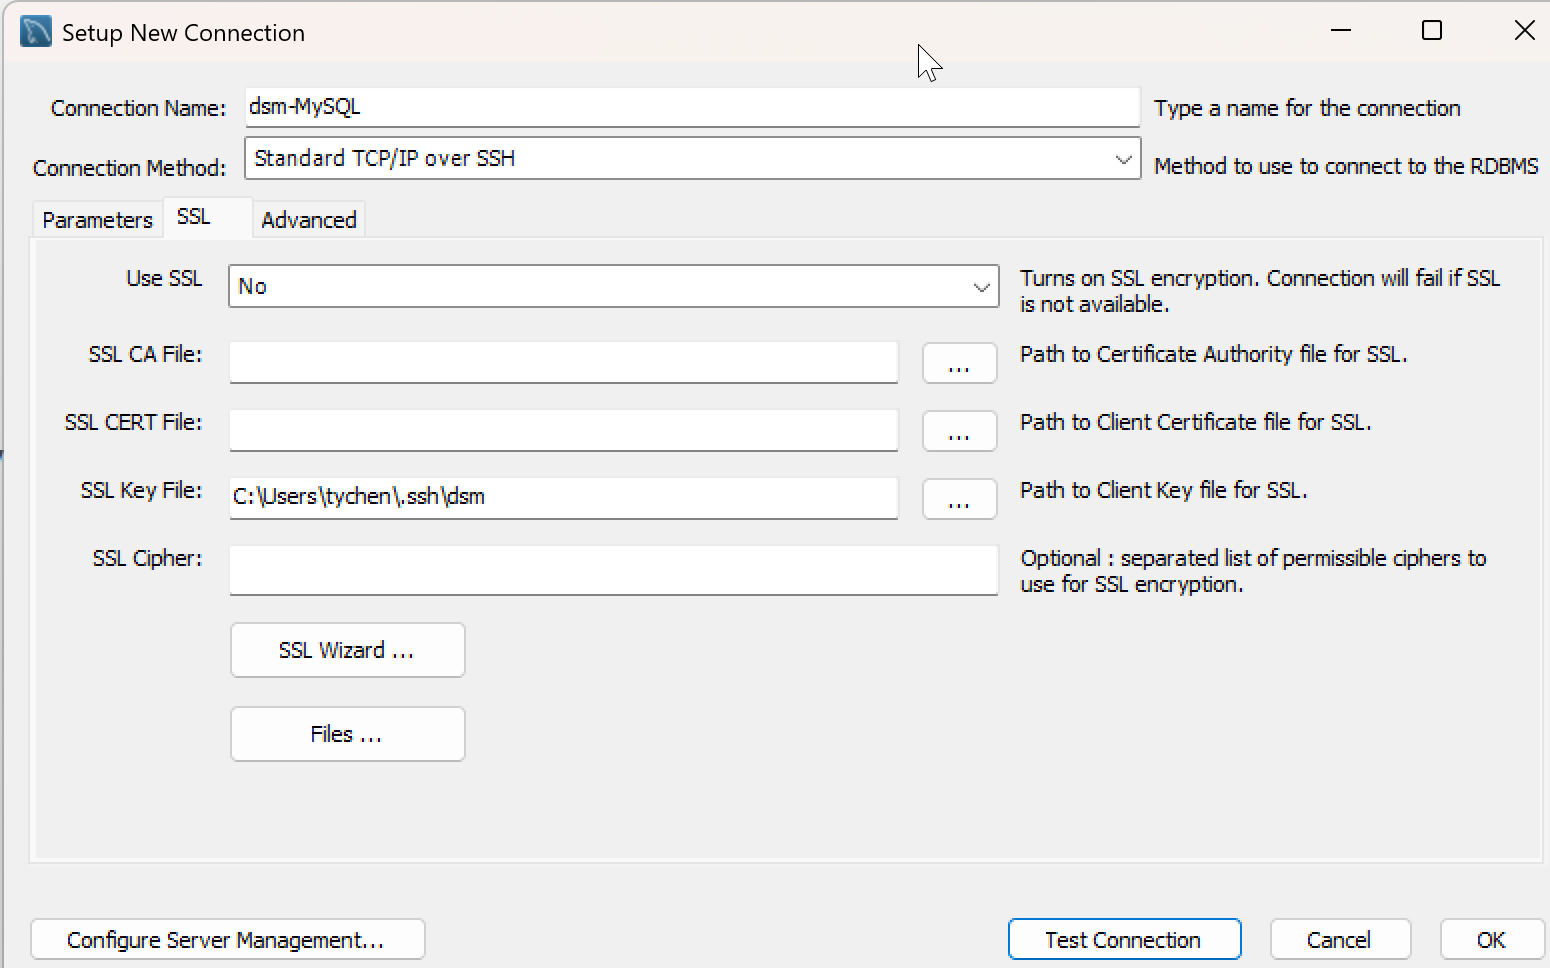 Setup New Connection
Connection Name: dsm-MySQL Type a name for the connection
Connection Method: Standard TCP/IP over SSH Method to use to connect to the RDBMS
Parameters SSL Advanced
Use SSL No Turns on SSL encryption. Connection will fail if SSL
is not available.
SSL CA File: ... Path to Certificate Authority file for SSL.
SSL CERT File: ... Path to Client Certificate file for SSL.
SSL Key File: C:\Users\tychen\.ssh\dsm ... Path to Client Key file for SSL.
SSL Cipher: Optional : separated list of permissible ciphers to
use for SSL encryption.
SSL Wizard ...
Files ...
Configure Server Management... Test Connection Cancel OK